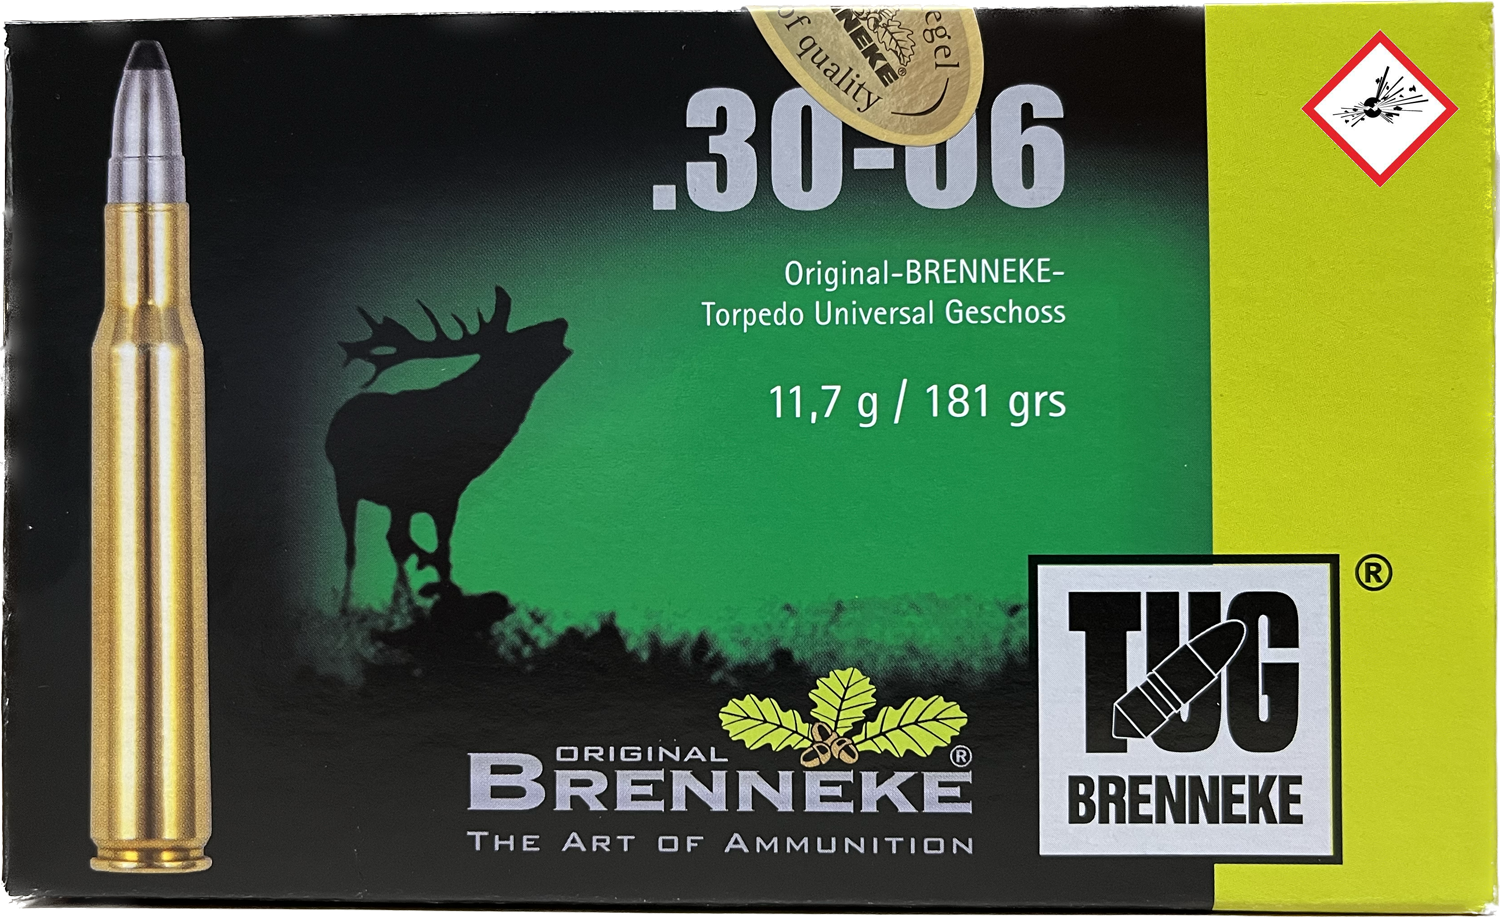 egel
NNEKE®
of quality
.30-06
Original-BRENNEKE-
Torpedo Universal Geschoss
11,7 g / 181 grs
TUG ®
BRENNEKE
ORIGINAL
BRENNEKE ®
THE ART OF AMMUNITION